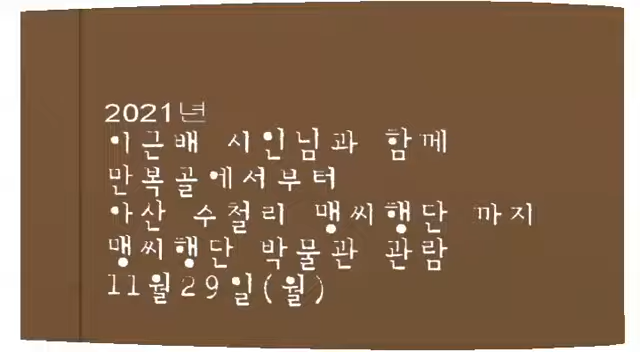 2021년
이근배 시인님과 함께
만복골에서부터
아산 수철리 맹씨행단 까지
맹씨행단 박물관 관람
11월29일(월)